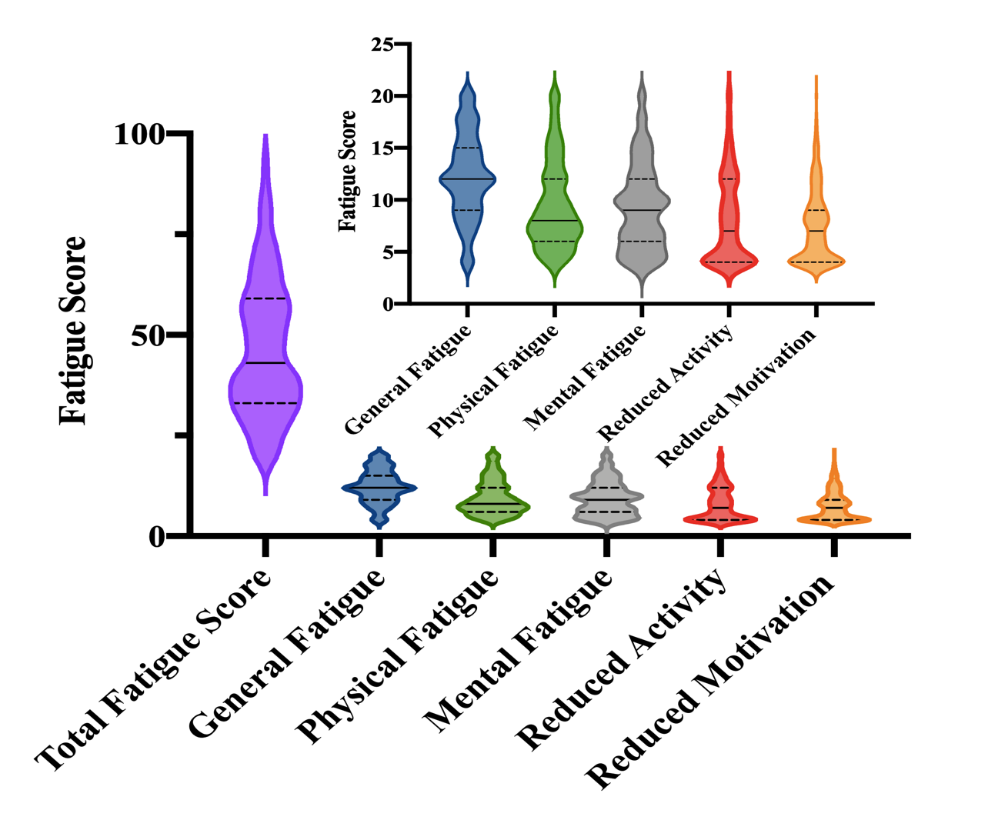 25
20
15
10
5
0
Fatigue Score
General Fatigue
Physical Fatigue
Mental Fatigue
Reduced Activity
Reduced Motivation
100
50
0
Fatigue Score
Total Fatigue Score
General Fatigue
Physical Fatigue
Mental Fatigue
Reduced Activity
Reduced Motivation